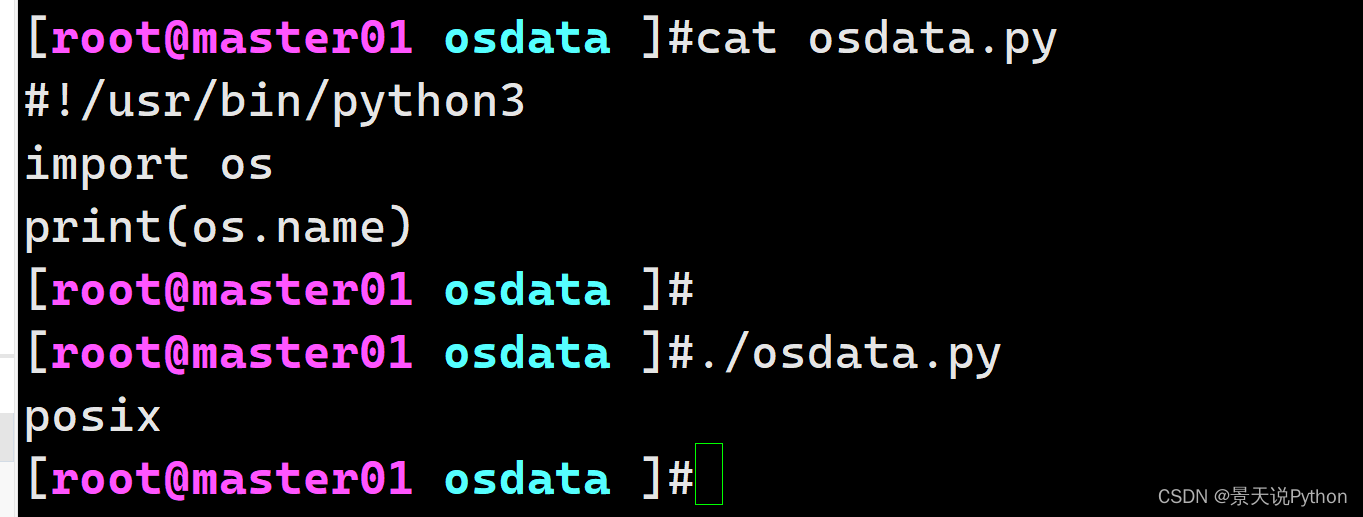 [root@master01 osdata ]#cat osdata.py
#!/usr/bin/python3
import os
print(os.name)
[root@master01 osdata ]#
[root@master01 osdata ]#./osdata.py
posix
[root@master01 osdata ]#
CSDN @景天说Python